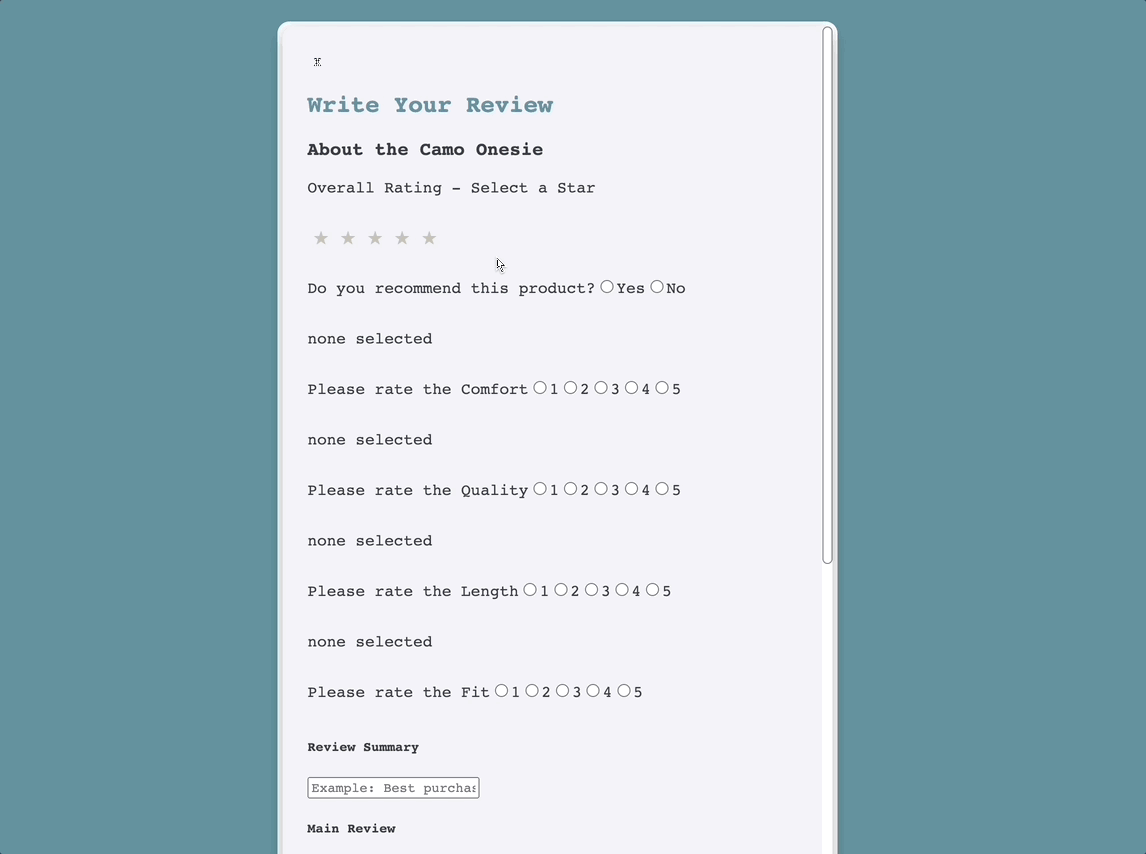 Write Your Review
About the Camo Onesie
Overall Rating - Select a Star
★ ★ ★ ★ ★
Do you recommend this product? Yes No
none selected
Please rate the Comfort 1 2 3 4 5
none selected
Please rate the Quality 1 2 3 4 5
none selected
Please rate the Length 1 2 3 4 5
none selected
Please rate the Fit 1 2 3 4 5
Review Summary
Example: Best purchas
Main Review